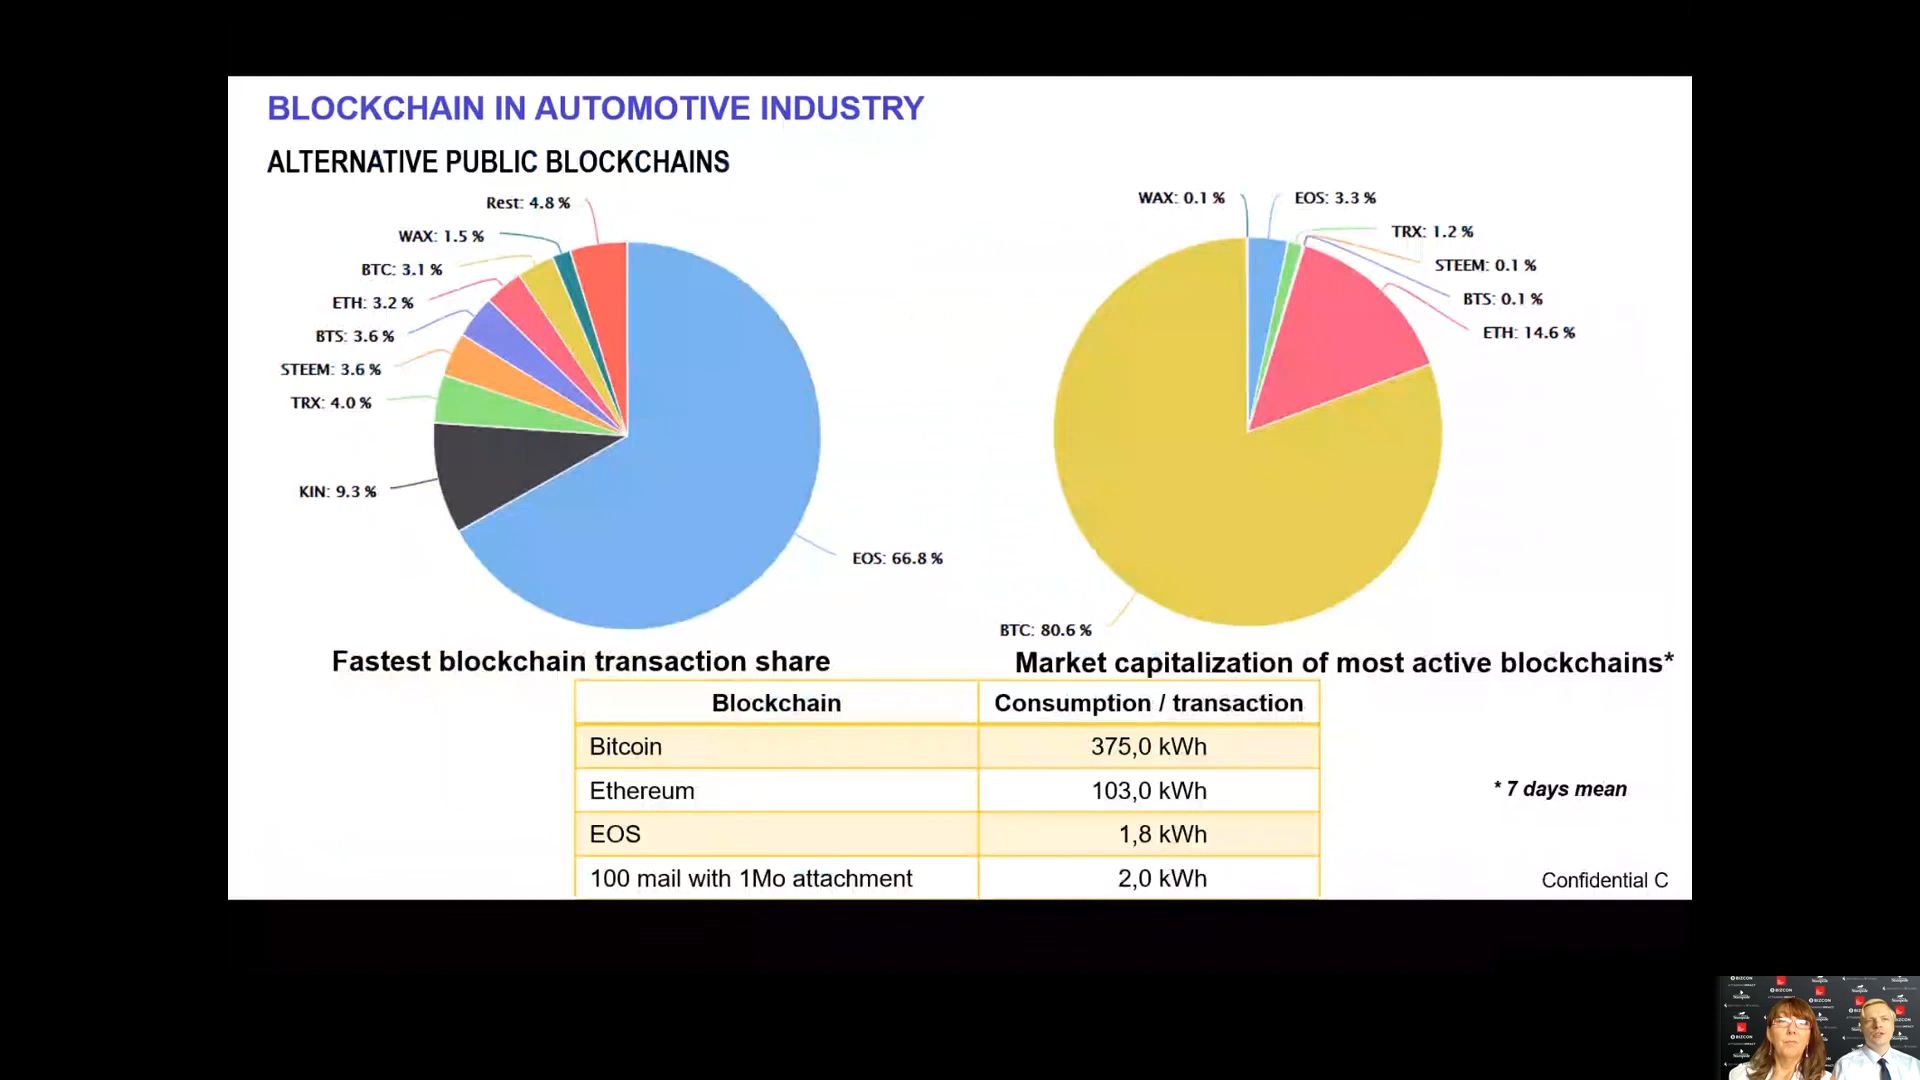 BLOCKCHAIN IN AUTOMOTIVE INDUSTRY
ALTERNATIVE PUBLIC BLOCKCHAINS
Rest: 4.8 %
WAX: 1.5 %
BTC: 3.1 %
ETH: 3.2 %
BTS: 3.6 %
STEEM: 3.6 %
TRX: 4.0 %
KIN: 9.3 %
EOS: 66.8 %
Fastest blockchain transaction share
WAX: 0.1 %
EOS: 3.3 %
TRX: 1.2 %
STEEM: 0.1 %
BTS: 0.1 %
ETH: 14.6 %
BTC: 80.6 %
Market capitalization of most active blockchains*
Blockchain Consumption / transaction
Bitcoin 375,0 kWh
Ethereum 103,0 kWh
EOS 1,8 kWh
100 mail with 1Mo attachment 2,0 kWh
* 7 days mean
Confidential C
BIZCON